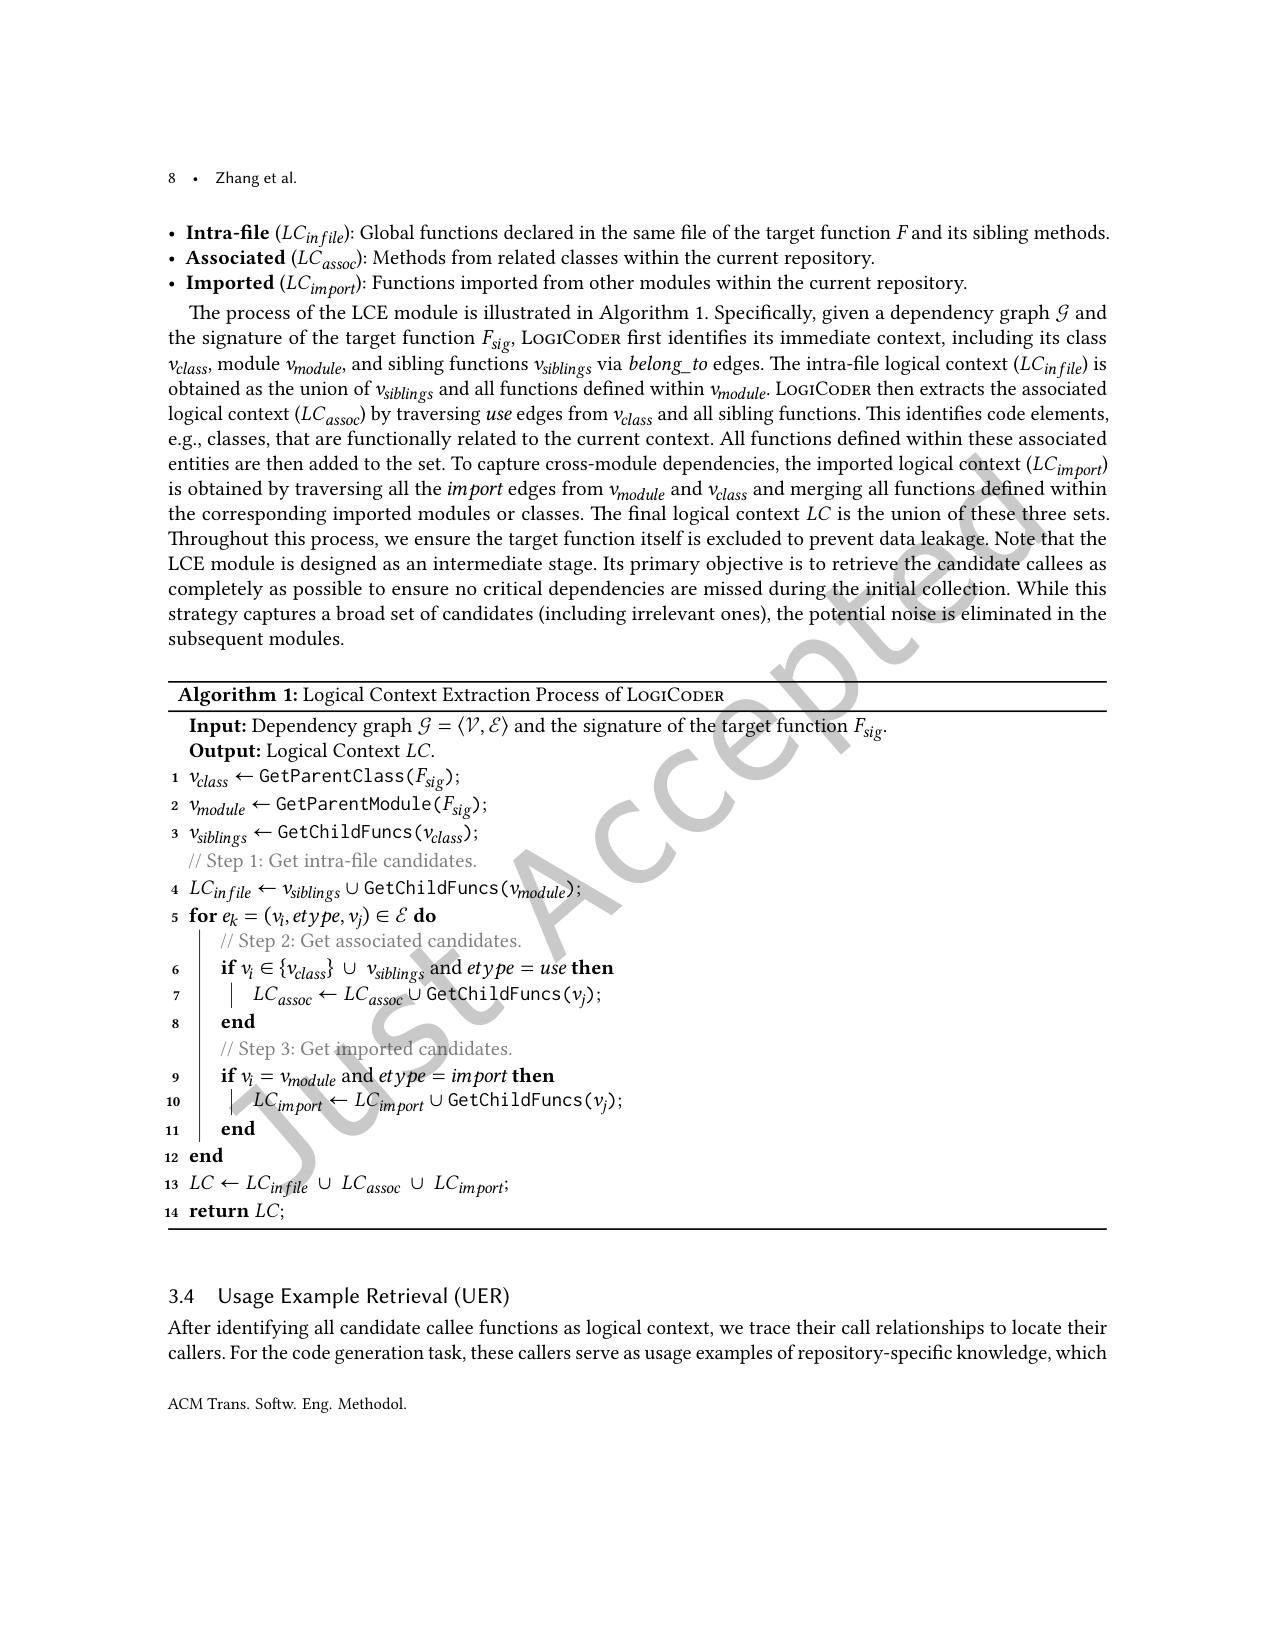 8 • Zhang et al.
• Intra-file (LC_infile): Global functions declared in the same file of the target function F and its sibling methods.
• Associated (LC_assoc): Methods from related classes within the current repository.
• Imported (LC_import): Functions imported from other modules within the current repository.
The process of the LCE module is illustrated in Algorithm 1. Specifically, given a dependency graph 𝒢 and
the signature of the target function F_sig, LogiCoder first identifies its immediate context, including its class
v_class, module v_module, and sibling functions v_siblings via belong_to edges. The intra-file logical context (LC_infile) is
obtained as the union of v_siblings and all functions defined within v_module. LogiCoder then extracts the associated
logical context (LC_assoc) by traversing use edges from v_class and all sibling functions. This identifies code elements,
e.g., classes, that are functionally related to the current context. All functions defined within these associated
entities are then added to the set. To capture cross-module dependencies, the imported logical context (LC_import)
is obtained by traversing all the import edges from v_module and v_class and merging all functions defined within
the corresponding imported modules or classes. The final logical context LC is the union of these three sets.
Throughout this process, we ensure the target function itself is excluded to prevent data leakage. Note that the
LCE module is designed as an intermediate stage. Its primary objective is to retrieve the candidate callees as
completely as possible to ensure no critical dependencies are missed during the initial collection. While this
strategy captures a broad set of candidates (including irrelevant ones), the potential noise is eliminated in the
subsequent modules.
Algorithm 1: Logical Context Extraction Process of LogiCoder
Input: Dependency graph 𝒢 = ⟨𝒱, ℰ⟩ and the signature of the target function F_sig.
Output: Logical Context LC.
1 v_class ← GetParentClass(F_sig);
2 v_module ← GetParentModule(F_sig);
3 v_siblings ← GetChildFuncs(v_class);
// Step 1: Get intra-file candidates.
4 LC_infile ← v_siblings ∪ GetChildFuncs(v_module);
5 for e_k = (v_i, etype, v_j) ∈ ℰ do
// Step 2: Get associated candidates.
6 if v_i ∈ {v_class} ∪ v_siblings and etype = use then
7 LC_assoc ← LC_assoc ∪ GetChildFuncs(v_j);
8 end
// Step 3: Get imported candidates.
9 if v_i = v_module and etype = import then
10 LC_import ← LC_import ∪ GetChildFuncs(v_j);
11 end
12 end
13 LC ← LC_infile ∪ LC_assoc ∪ LC_import;
14 return LC;
3.4 Usage Example Retrieval (UER)
After identifying all candidate callee functions as logical context, we trace their call relationships to locate their
callers. For the code generation task, these callers serve as usage examples of repository-specific knowledge, which
ACM Trans. Softw. Eng. Methodol.
Just Accepted